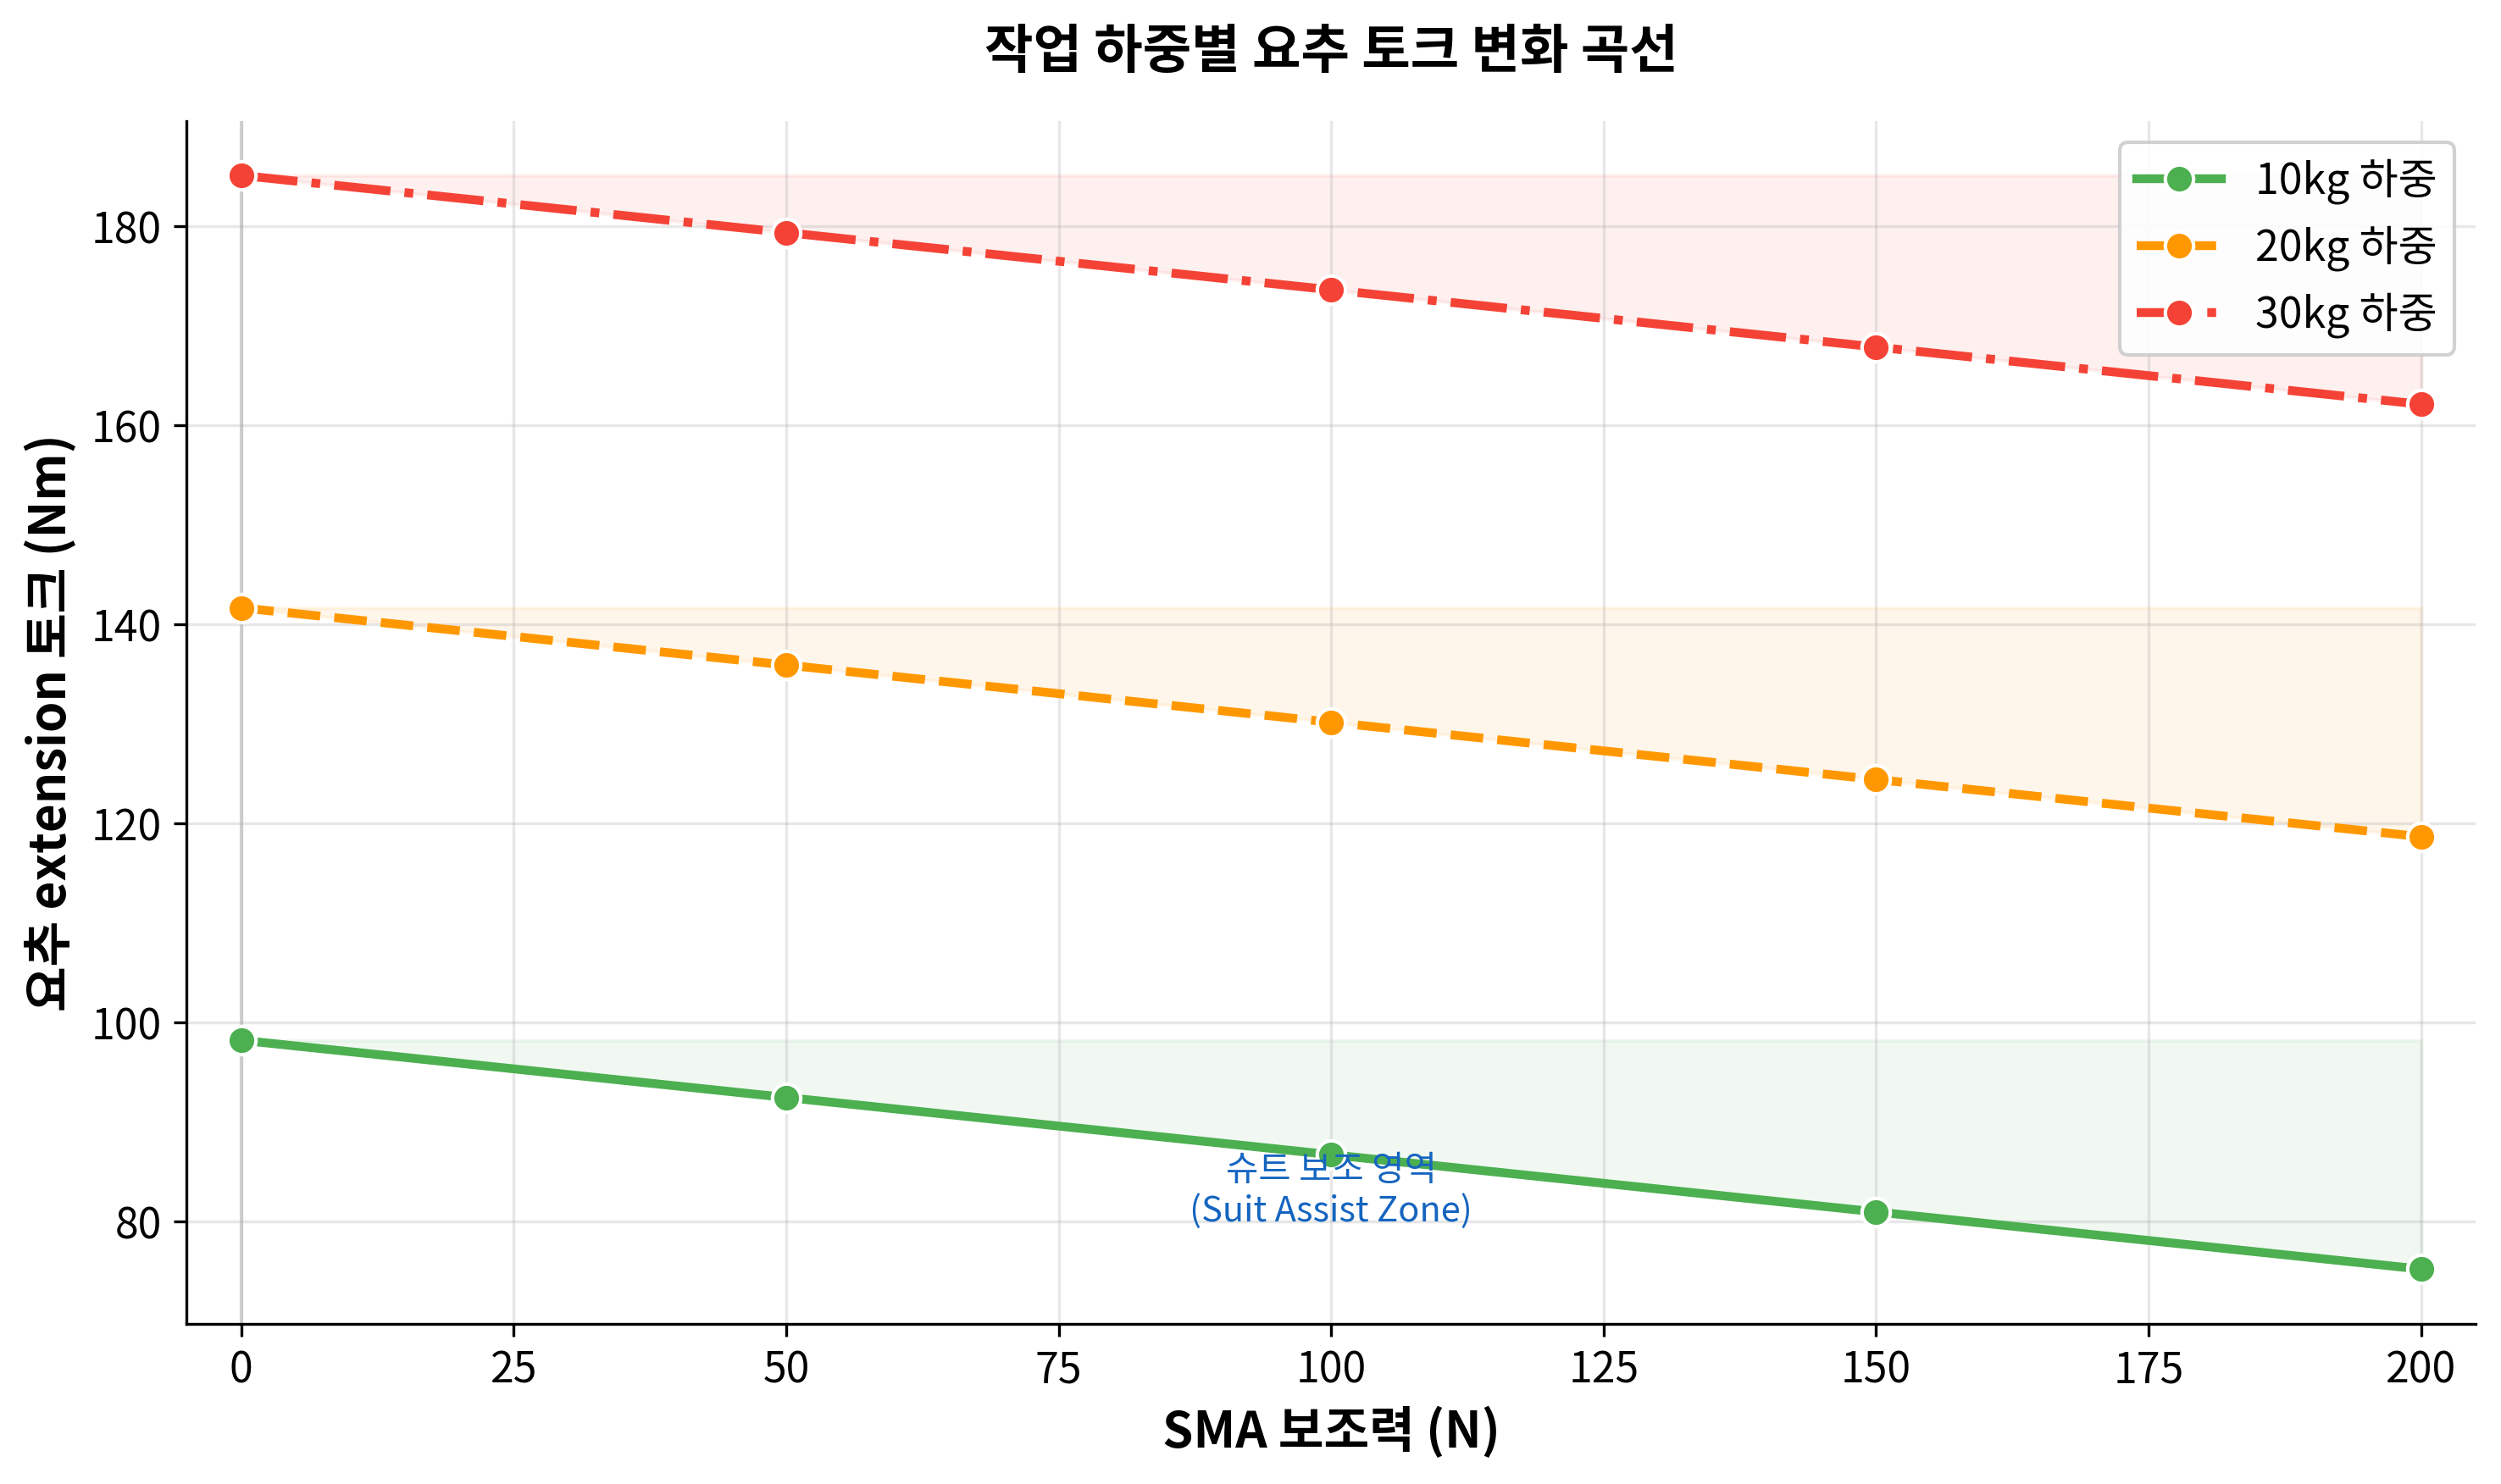 작업 하중별 요추 토크 변화 곡선
요추 extension 토크 (Nm)
180
160
140
120
100
80
10kg 하중
20kg 하중
30kg 하중
슈트 보조 영역
(Suit Assist Zone)
0 25 50 75 100 125 150 175 200
SMA 보조력 (N)